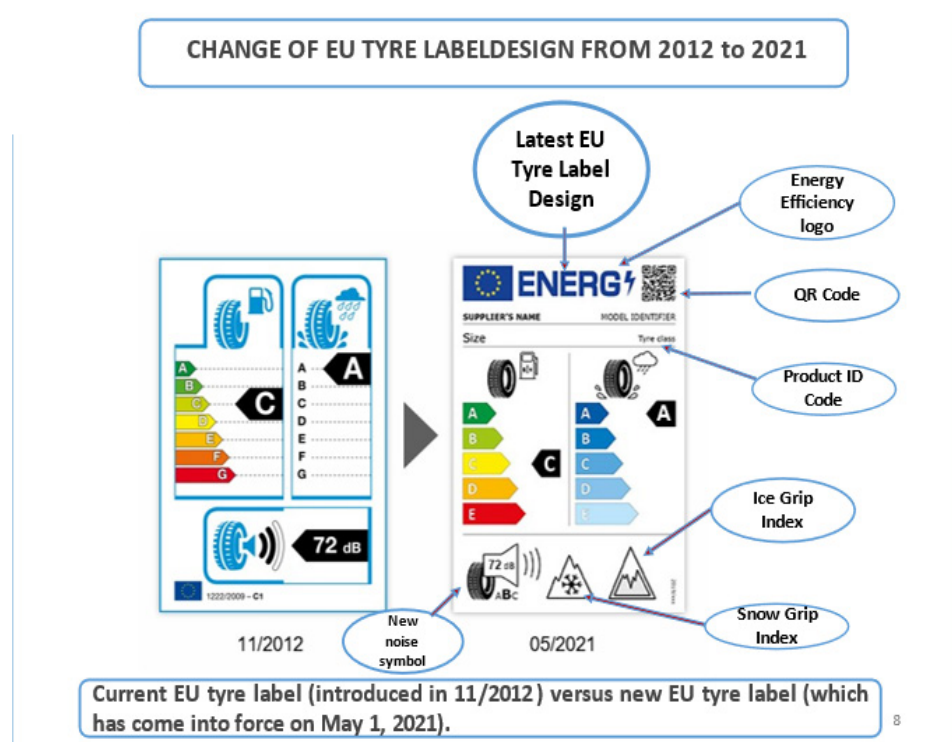 CHANGE OF EU TYRE LABELDESIGN FROM 2012 to 2021
Latest EU
Tyre Label
Design
Energy
Efficiency
logo
QR Code
Product ID
Code
Ice Grip
Index
Snow Grip
Index
New
noise
symbol
A
B
C
D
E
F
G
C
A
B
C
D
E
F
G
A
72 dB
1222/2009 - C1
11/2012
ENERG
SUPPLIER'S NAME MODEL IDENTIFIER
Size Tyre class
A
B
C
D
E
C
A
B
C
D
E
A
72 dB
ABC
05/2021
Current EU tyre label (introduced in 11/2012) versus new EU tyre label (which
has come into force on May 1, 2021).
8